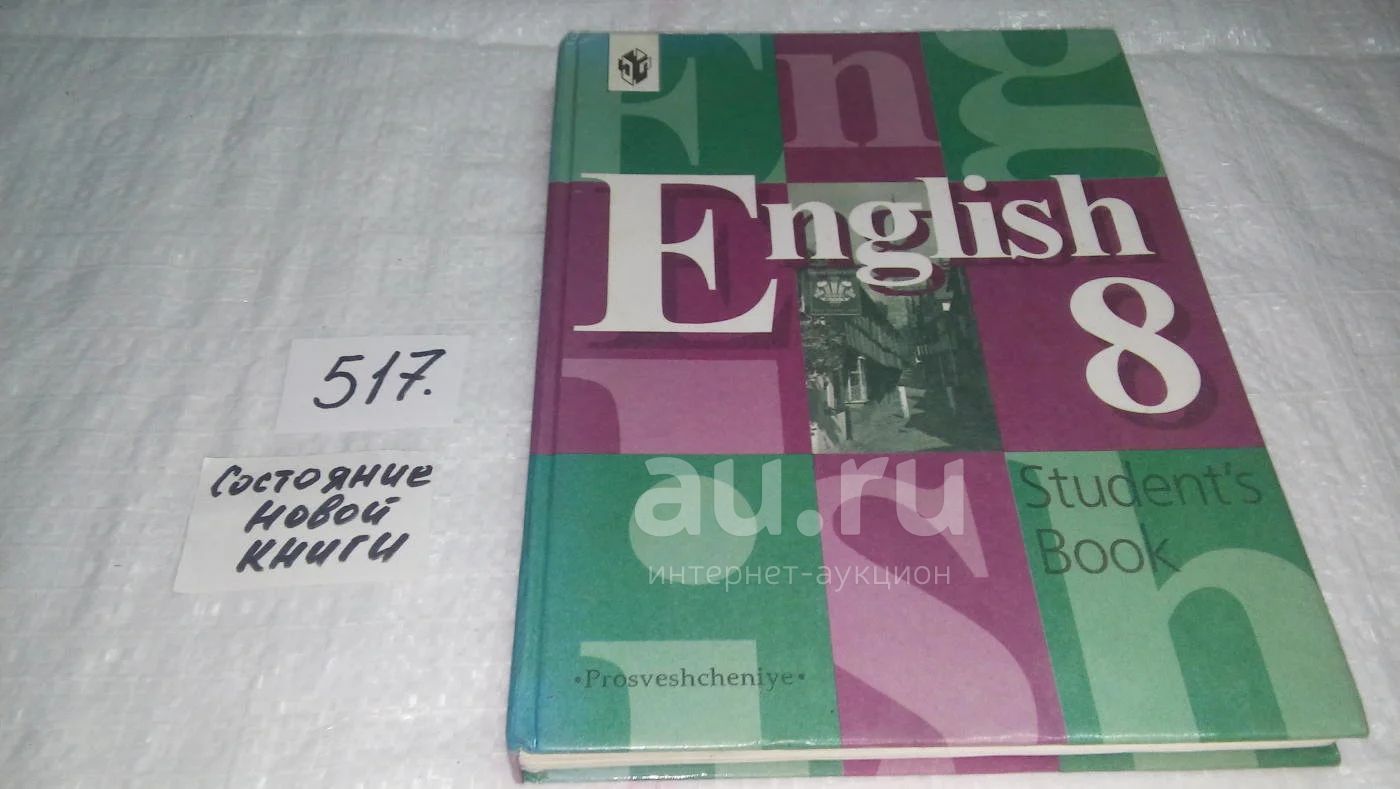 English
8
Student's
Book
•Prosveshcheniye•
517.
Состояние
новой
книги
au.ru
интернет-аукцион